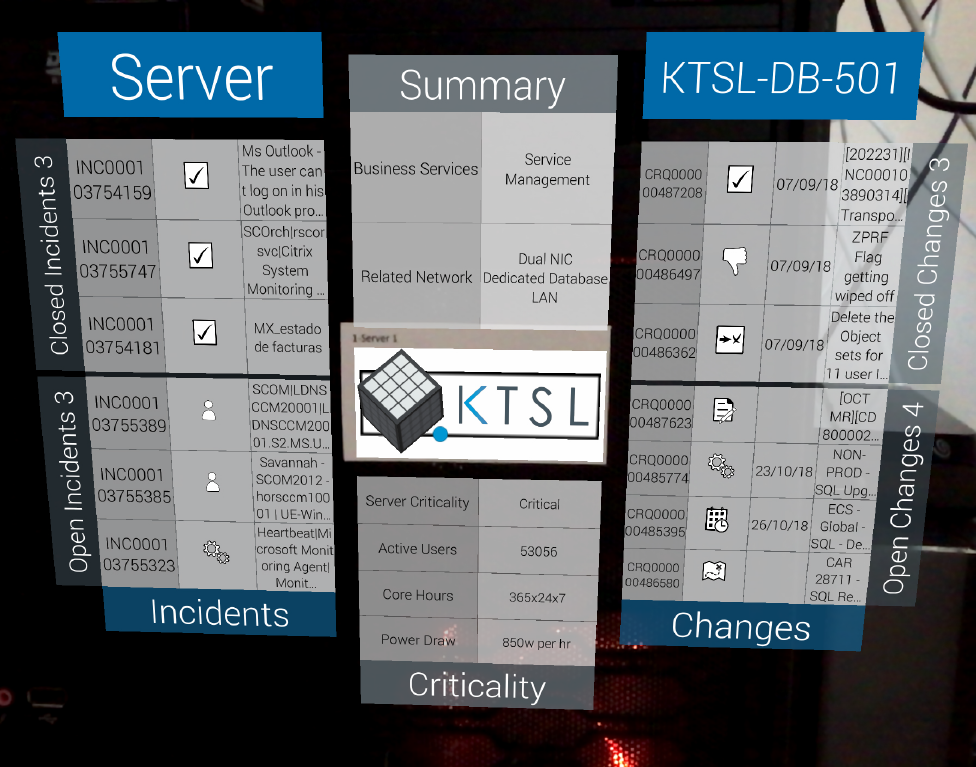 Server
Closed Incidents 3
INC0001
03754159
Ms Outlook -
The user can
t log on in his
Outlook pro...
INC0001
03755747
SCOrch|rscor
svc|Citrix
System
Monitoring ...
INC0001
03754181
MX_estado
de facturas
Open Incidents 3
INC0001
03755389
SCOM|LDNS
CCM20001|L
DNSCCM200
01.S2.MS.U...
INC0001
03755385
Savannah -
SCOM2012 -
horsccm100
01 | UE-Win...
INC0001
03755323
Heartbeat|Mi
crosoft Monit
oring Agent|
Monit...
Incidents
Summary
Business Services
Service
Management
Related Network
Dual NIC
Dedicated Database
LAN
1-Server 1
KTSL
Server Criticality
Critical
Active Users
53056
Core Hours
365x24x7
Power Draw
850w per hr
Criticality
KTSL-DB-501
Closed Changes 3
CRQ0000
00487208
07/09/18
[202231][I
NC00010
3890314][
Transpo...
CRQ0000
00486497
07/09/18
ZPRF
Flag
getting
wiped off
CRQ0000
00486362
07/09/18
Delete the
Object
sets for
11 user I...
Open Changes 4
CRQ0000
00487623
[OCT
MR][CD
800002...
CRQ0000
00485774
23/10/18
NON-
PROD -
SQL Upg...
CRQ0000
00485395
26/10/18
ECS -
Global -
SQL - De...
CRQ0000
00486580
CAR
28711 -
SQL Re...
Changes